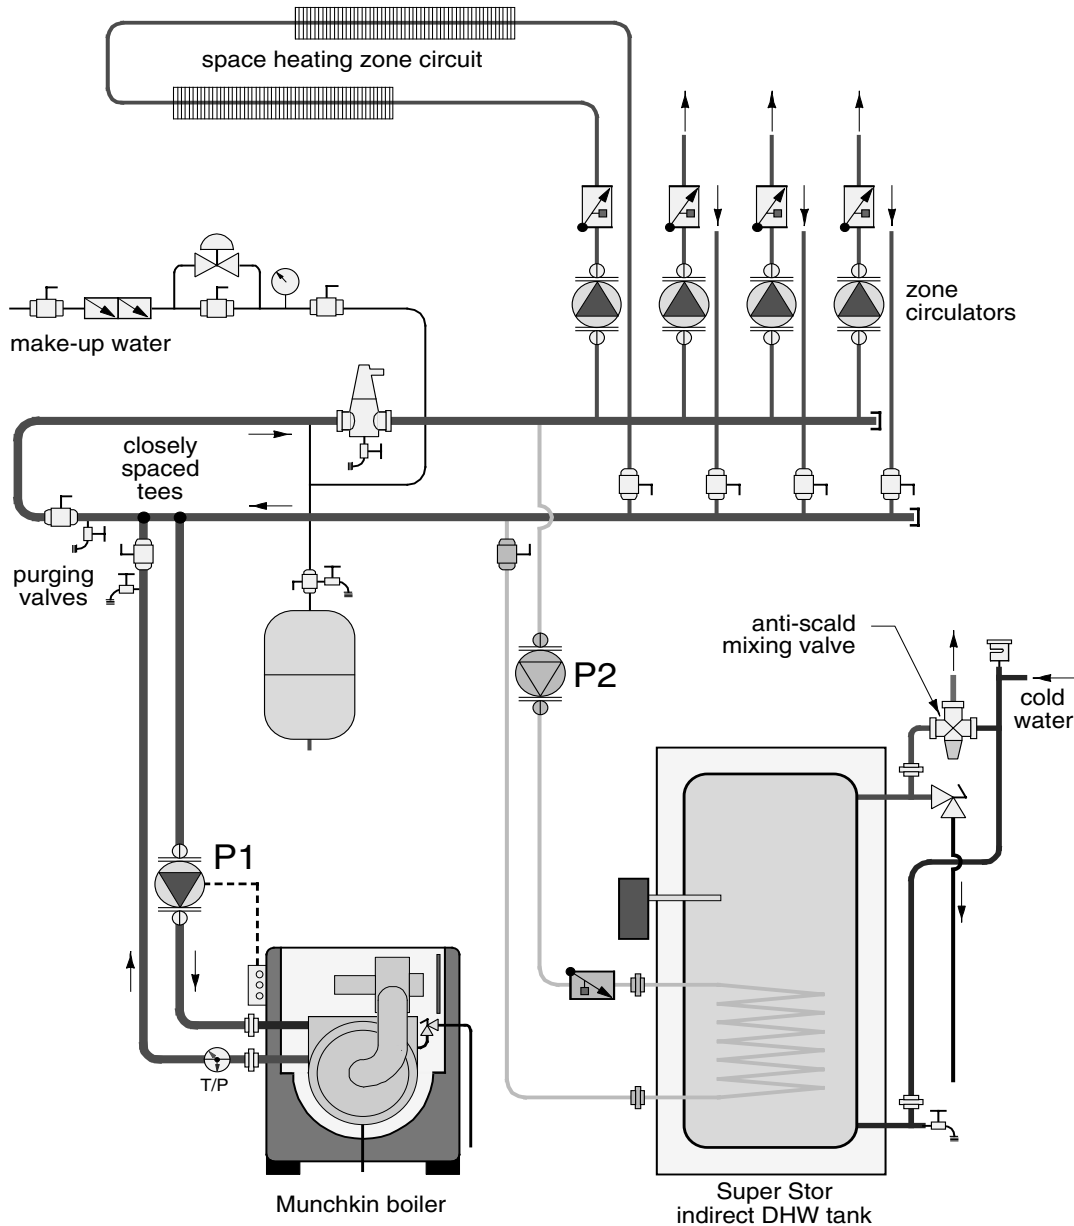 space heating zone circuit
zone
circulators
make-up water
closely
spaced
tees
purging
valves
anti-scald
mixing valve
cold
water
P2
P1
T/P
Munchkin boiler
Super Stor
indirect DHW tank